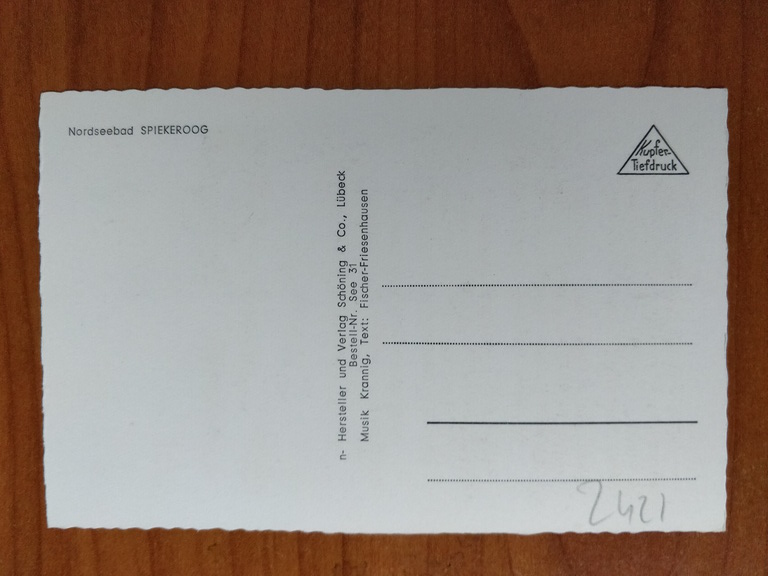 Nordseebad SPIEKEROOG
Kupfer-
Tiefdruck
n- Hersteller und Verlag Schöning & Co., Lübeck
Bestell-Nr. See 31
Musik Krannig, Text: Fischer-Friesenhausen
2421